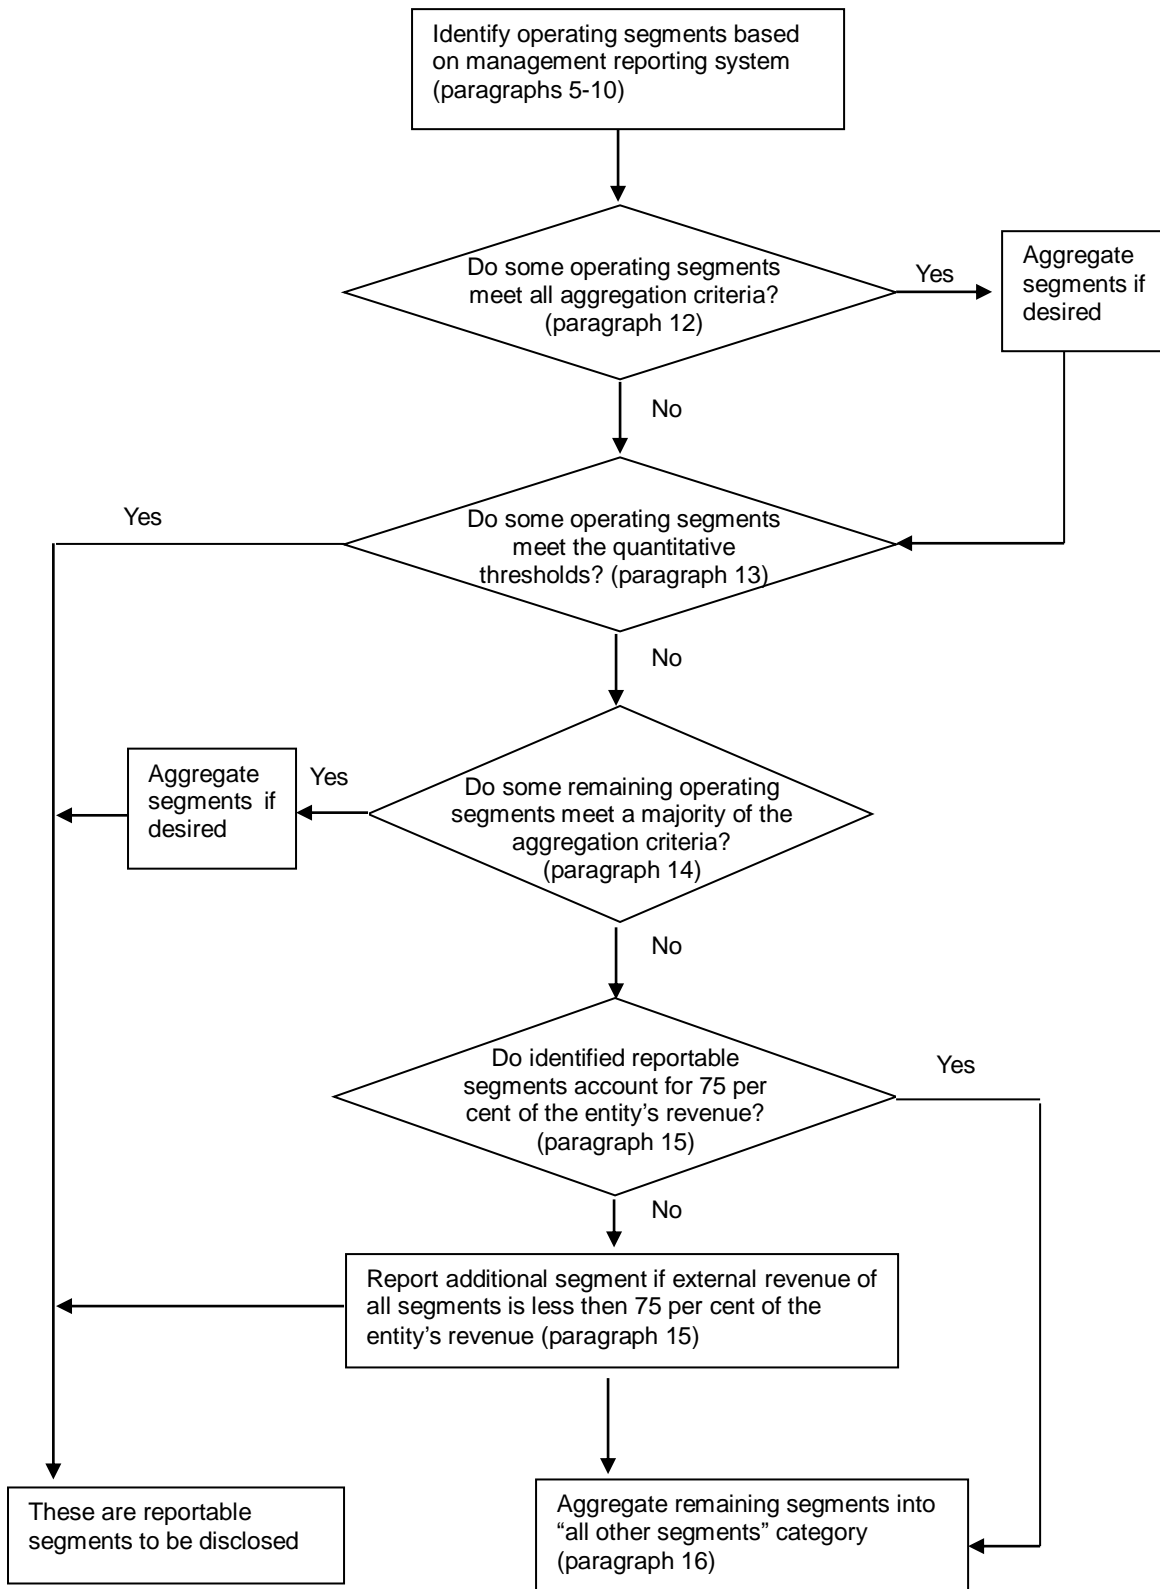 Identify operating segments based
on management reporting system
(paragraphs 5-10)
Do some operating segments
meet all aggregation criteria?
(paragraph 12)
Yes
Aggregate
segments if
desired
No
Yes
Do some operating segments
meet the quantitative
thresholds? (paragraph 13)
No
Aggregate
segments if
desired
Yes
Do some remaining operating
segments meet a majority of the
aggregation criteria?
(paragraph 14)
No
Do identified reportable
segments account for 75 per
cent of the entity’s revenue?
(paragraph 15)
Yes
No
Report additional segment if external revenue of
all segments is less then 75 per cent of the
entity’s revenue (paragraph 15)
These are reportable
segments to be disclosed
Aggregate remaining segments into
“all other segments” category
(paragraph 16)